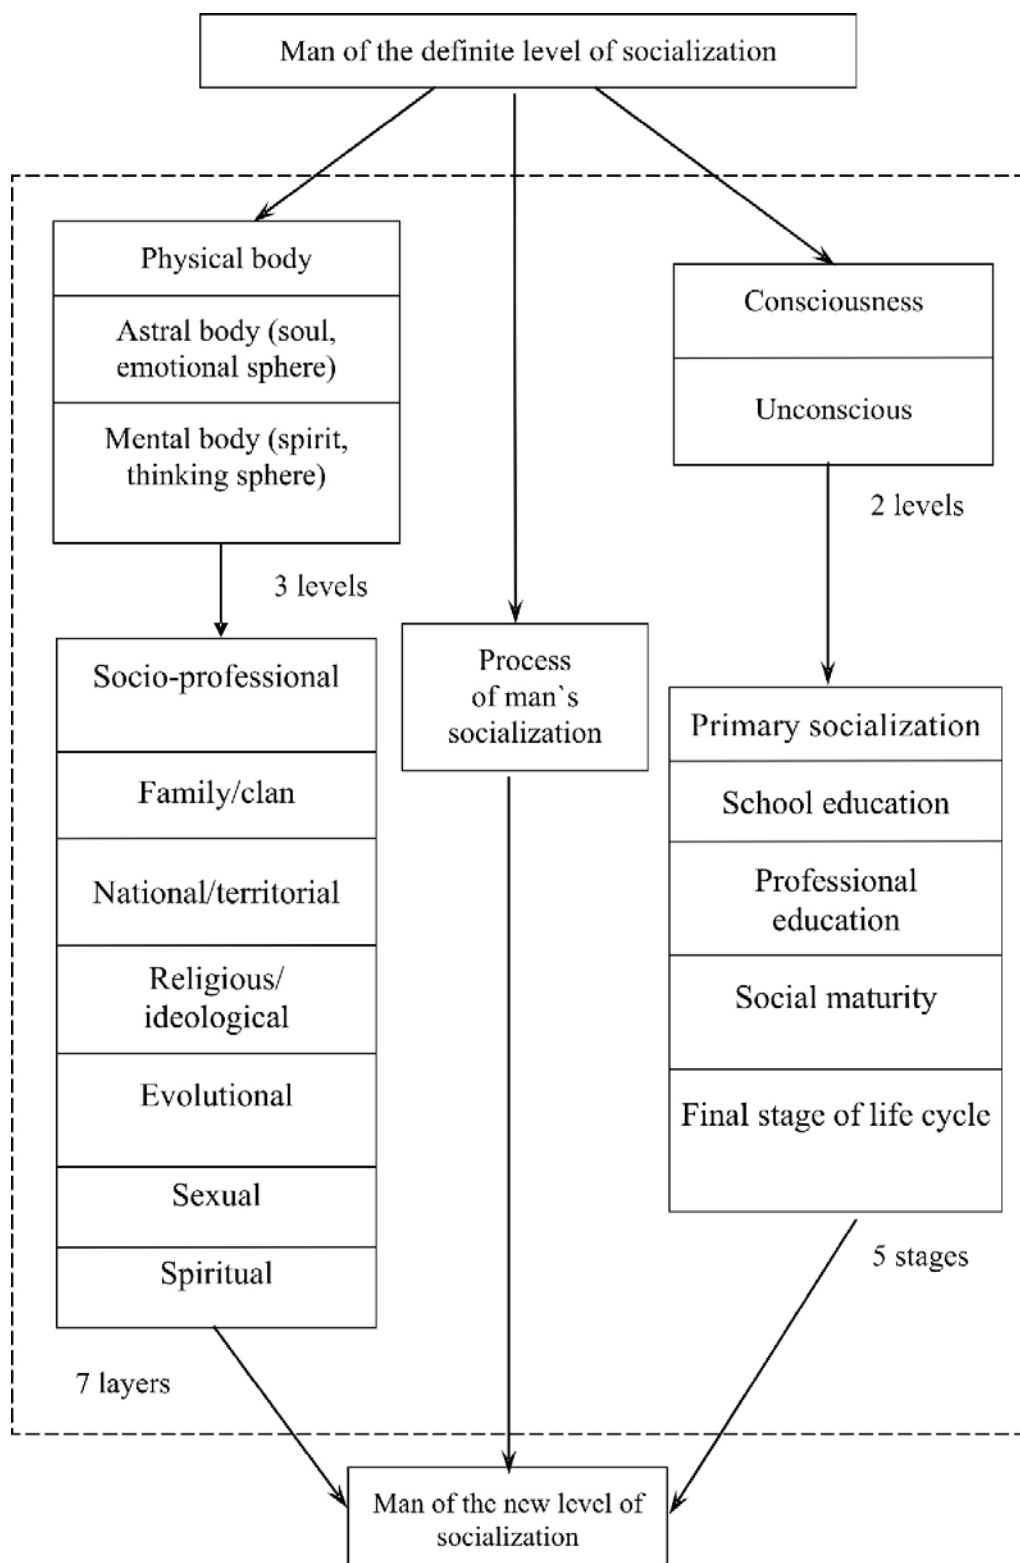 Man of the definite level of socialization
Physical body
Astral body (soul,
emotional sphere)
Mental body (spirit,
thinking sphere)
3 levels
Consciousness
Unconscious
2 levels
Socio-professional
Family/clan
National/territorial
Religious/
ideological
Evolutional
Sexual
Spiritual
7 layers
Process
of man`s
socialization
Primary socialization
School education
Professional
education
Social maturity
Final stage of life cycle
5 stages
Man of the new level of
socialization